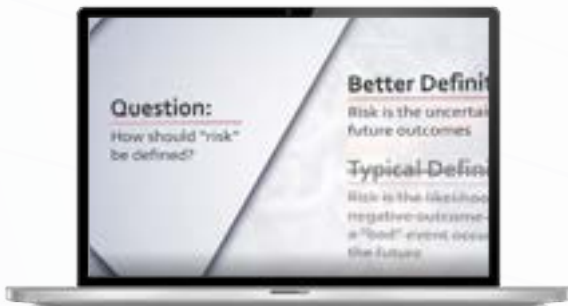 Question:
How should "risk"
be defined?
Better Definit
Risk is the uncertai
future outcomes
Typical Defini
Risk is the likelihoo
negative outcome
a "bad" event occu
the future